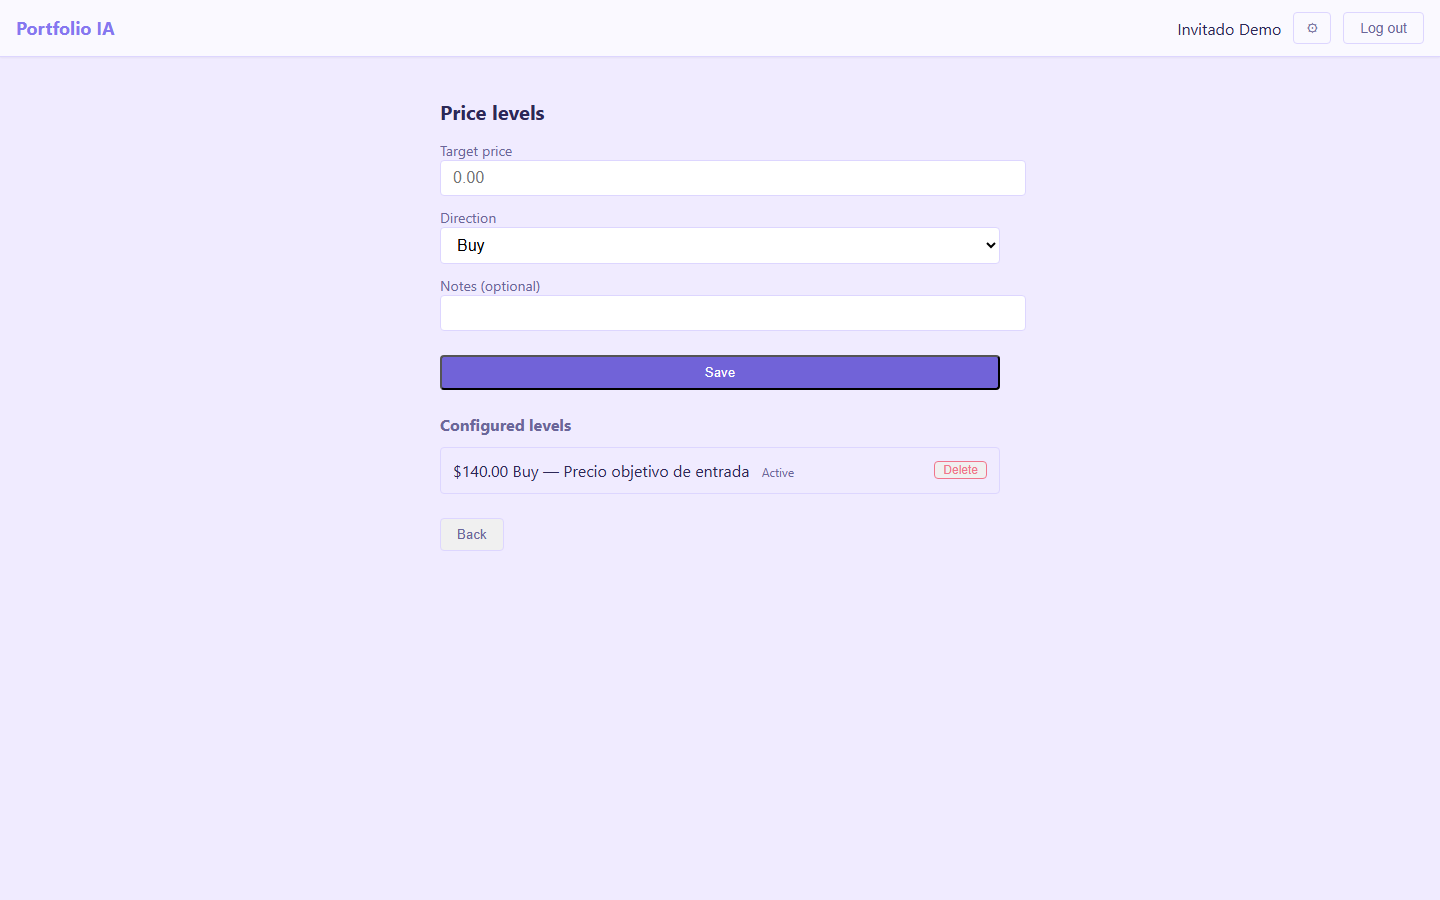 Portfolio IA
Invitado Demo
⚙
Log out
Price levels
Target price
0.00
Direction
Buy
Notes (optional)
Save
Configured levels
$140.00 Buy — Precio objetivo de entrada Active
Delete
Back